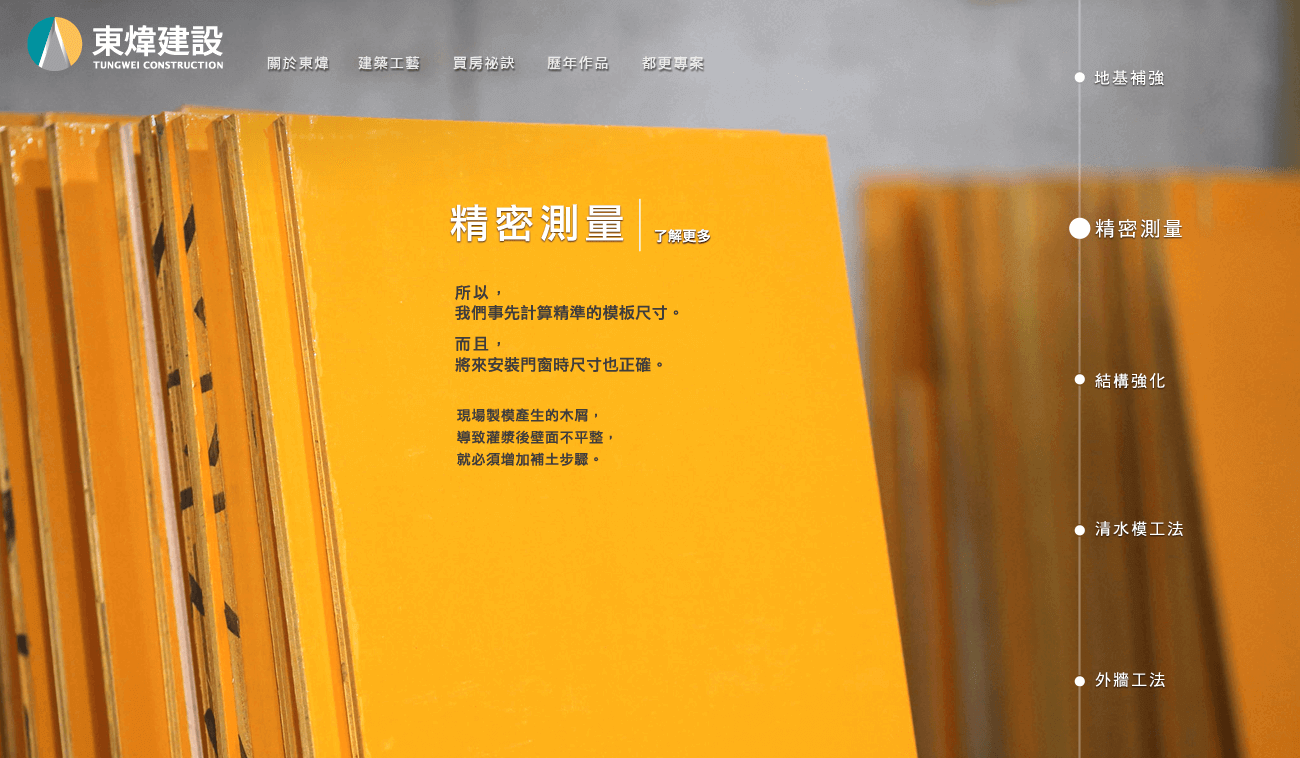 東煒建設
TUNGWEI CONSTRUCTION
關於東煒
建築工藝
買房祕訣
歷年作品
都更專案
地基補強
精密測量
了解更多
精密測量
所以，
我們事先計算精準的模板尺寸。
而且，
將來安裝門窗時尺寸也正確。
結構強化
現場製模產生的木屑，
導致灌漿後壁面不平整，
就必須增加補土步驟。
清水模工法
外牆工法